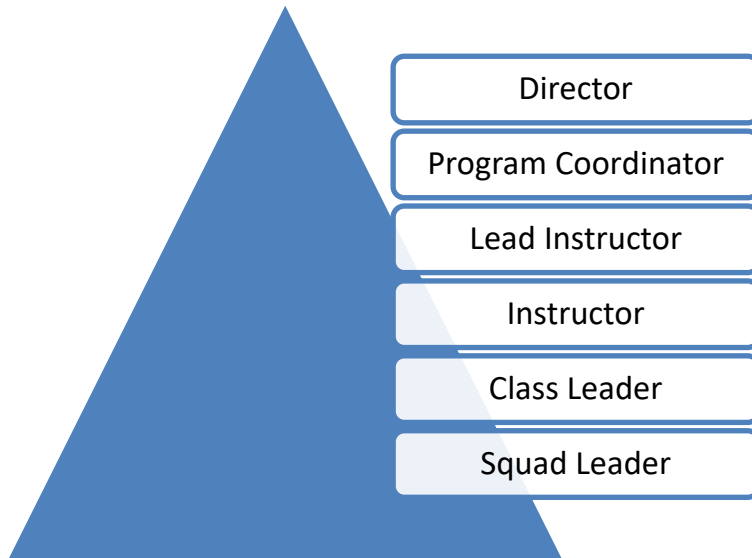 Director
Program Coordinator
Lead Instructor
Instructor
Class Leader
Squad Leader